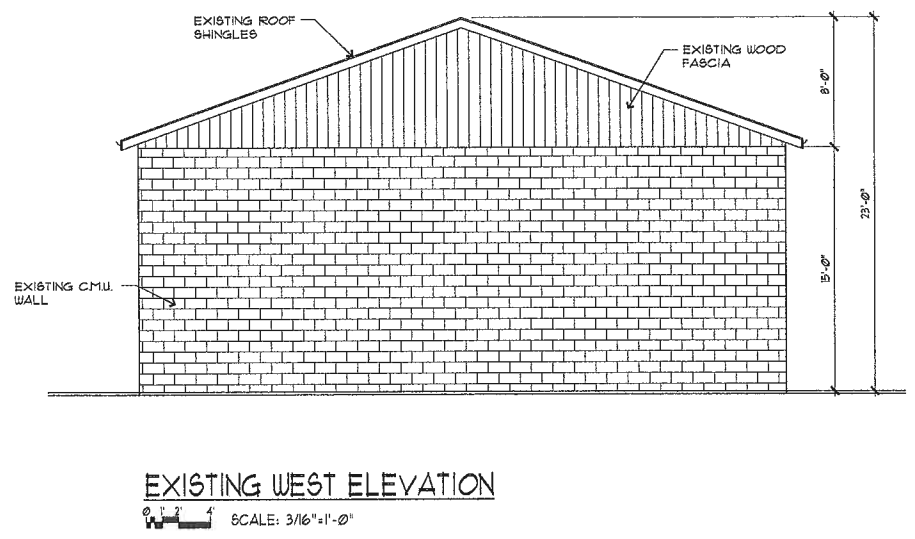 EXISTING ROOF
SHINGLES
EXISTING WOOD
FASCIA
8'-0"
23'-0"
15'-0"
EXISTING C.M.U.
WALL
EXISTING WEST ELEVATION
0 1' 2' 4'
SCALE: 3/16"=1'-0"